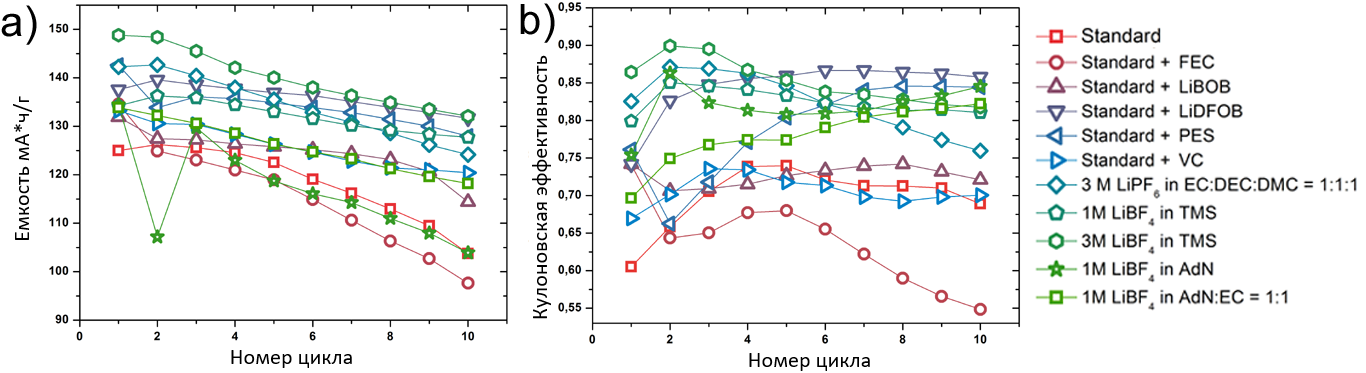 a)
Емкость мА*ч/г
150
140
130
120
110
100
90
0
2
4
6
8
10
Номер цикла
b)
Кулоновская эффективность
0,95
0,90
0,85
0,80
0,75
0,70
0,65
0,60
0,55
0
2
4
6
8
10
Номер цикла
Standard
Standard + FEC
Standard + LiBOB
Standard + LiDFOB
Standard + PES
Standard + VC
3 M LiPF6 in EC:DEC:DMC = 1:1:1
1M LiBF4 in TMS
3M LiBF4 in TMS
1M LiBF4 in AdN
1M LiBF4 in AdN:EC = 1:1